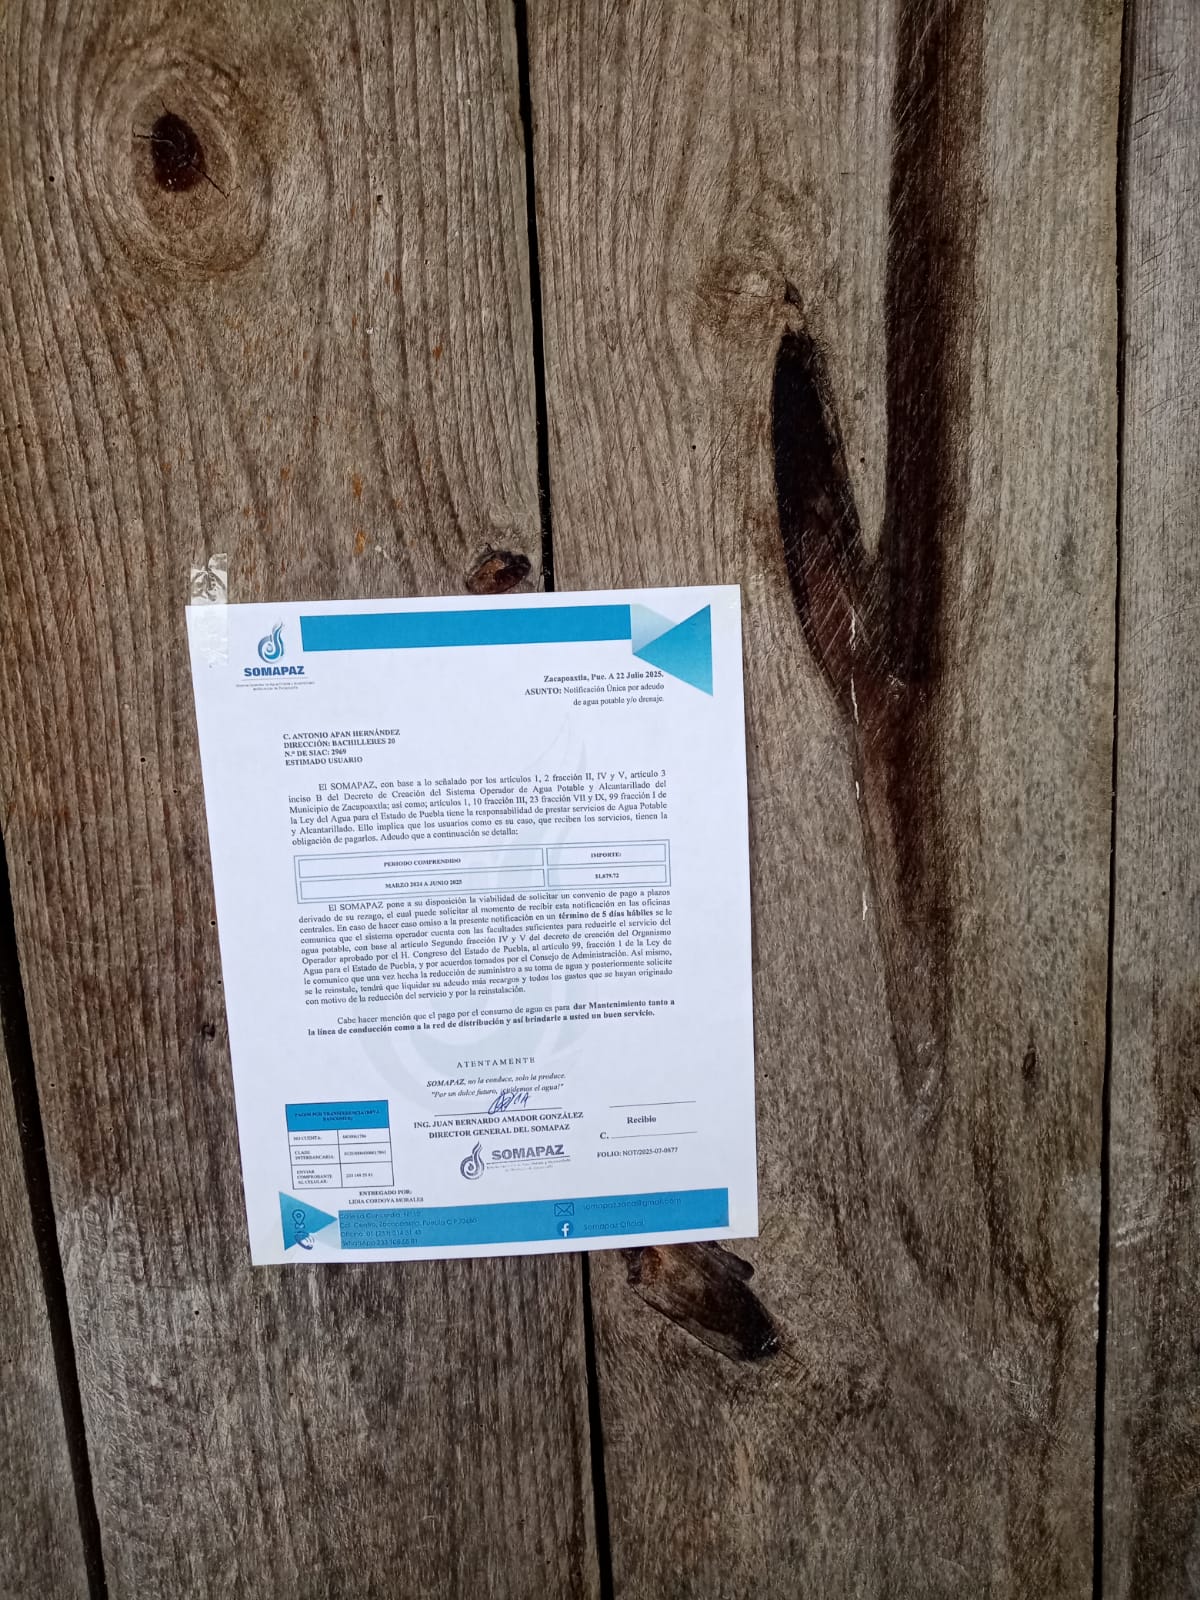 SOMAPAZ
Zacapoaxtla, Pue. A 22 Julio 2025.
ASUNTO: Notificación Única por adeudo
de agua potable y/o drenaje.
C. ANTONIO APAN HERNÁNDEZ
DIRECCIÓN: BACHILLERES 20
N.º DE SIAC: 2969
ESTIMADO USUARIO
El SOMAPAZ, con base a lo señalado por los artículos 1, 2 fracción II, IV y V, artículo 3
inciso B del Decreto de Creación del Sistema Operador de Agua Potable y Alcantarillado del
Municipio de Zacapoaxtla; así como; artículos 1, 10 fracción III, 23 fracción VII y IX, 99 fracción I de
la Ley del Agua para el Estado de Puebla tiene la responsabilidad de prestar servicios de Agua Potable
y Alcantarillado. Ello implica que los usuarios como es su caso, que reciben los servicios, tienen la
obligación de pagarlos. Adeudo que a continuación se detalla:
PERIODO COMPRENDIDO IMPORTE:
MARZO 2024 A JUNIO 2025 $1,679.72
El SOMAPAZ pone a su disposición la viabilidad de solicitar un convenio de pago a plazos
derivado de su rezago, el cual puede solicitar al momento de recibir esta notificación en las oficinas
centrales. En caso de hacer caso omiso a la presente notificación en un término de 5 días hábiles se le
comunica que el sistema operador cuenta con las facultades suficientes para reducirle el servicio del
agua potable, con base al artículo Segundo fracción IV y V del decreto de creación del Organismo
Operador aprobado por el H. Congreso del Estado de Puebla, al artículo 99, fracción I de la Ley de
Agua para el Estado de Puebla, y por acuerdos tomados por el Consejo de Administración. Así mismo,
le comunico que una vez hecha la reducción de suministro a su toma de agua y posteriormente solicite
se le reinstale, tendrá que liquidar su adeudo más recargos y todos los gastos que se hayan originado
con motivo de la reducción del servicio y por la reinstalación.
Cabe hacer mención que el pago por el consumo de agua es para dar Mantenimiento tanto a
la línea de conducción como a la red de distribución y así brindarle a usted un buen servicio.
ATENTAMENTE
SOMAPAZ, no la conduce, solo la produce.
"Por un dulce futuro, ¡cuidemos el agua!"
ING. JUAN BERNARDO AMADOR GONZÁLEZ
DIRECTOR GENERAL DEL SOMAPAZ
SOMAPAZ
Recibio
C.
FOLIO: NOT/2025-07-0877
PAGOS POR TRANSFERENCIA
NO CUENTA:
CLABE
INTERBANCARIA:
ENVIAR
COMPROBANTE
AL CELULAR:
ENTREGADO POR:
LIDIA CORDOVA MORALES
Col. Centro, Zacapoaxtla, Puebla C.P.73680
somapazzaca@gmail.com
Somapaz Oficial